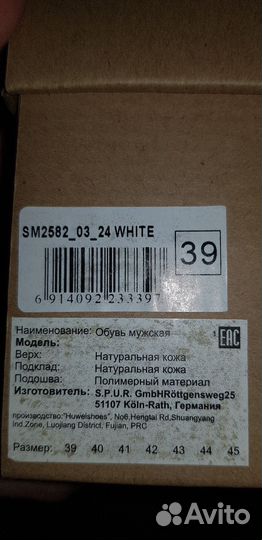 SM2582_03_24 WHITE
39
6 914092 233397
Наименование: Обувь мужская
EAC
Модель:
Верх: Натуральная кожа
Подклад: Натуральная кожа
Подошва: Полимерный материал
Изготовитель: S.P.U.R. GmbHRöttgensweg25
51107 Köln-Rath, Германия
производство:"Huweishoes", No6,Hengtai Rd,Shuangyang
Ind.Zone, Luojiang District, Fujian, PRC
Размер: 39 40 41 42 43 44 45
Avito